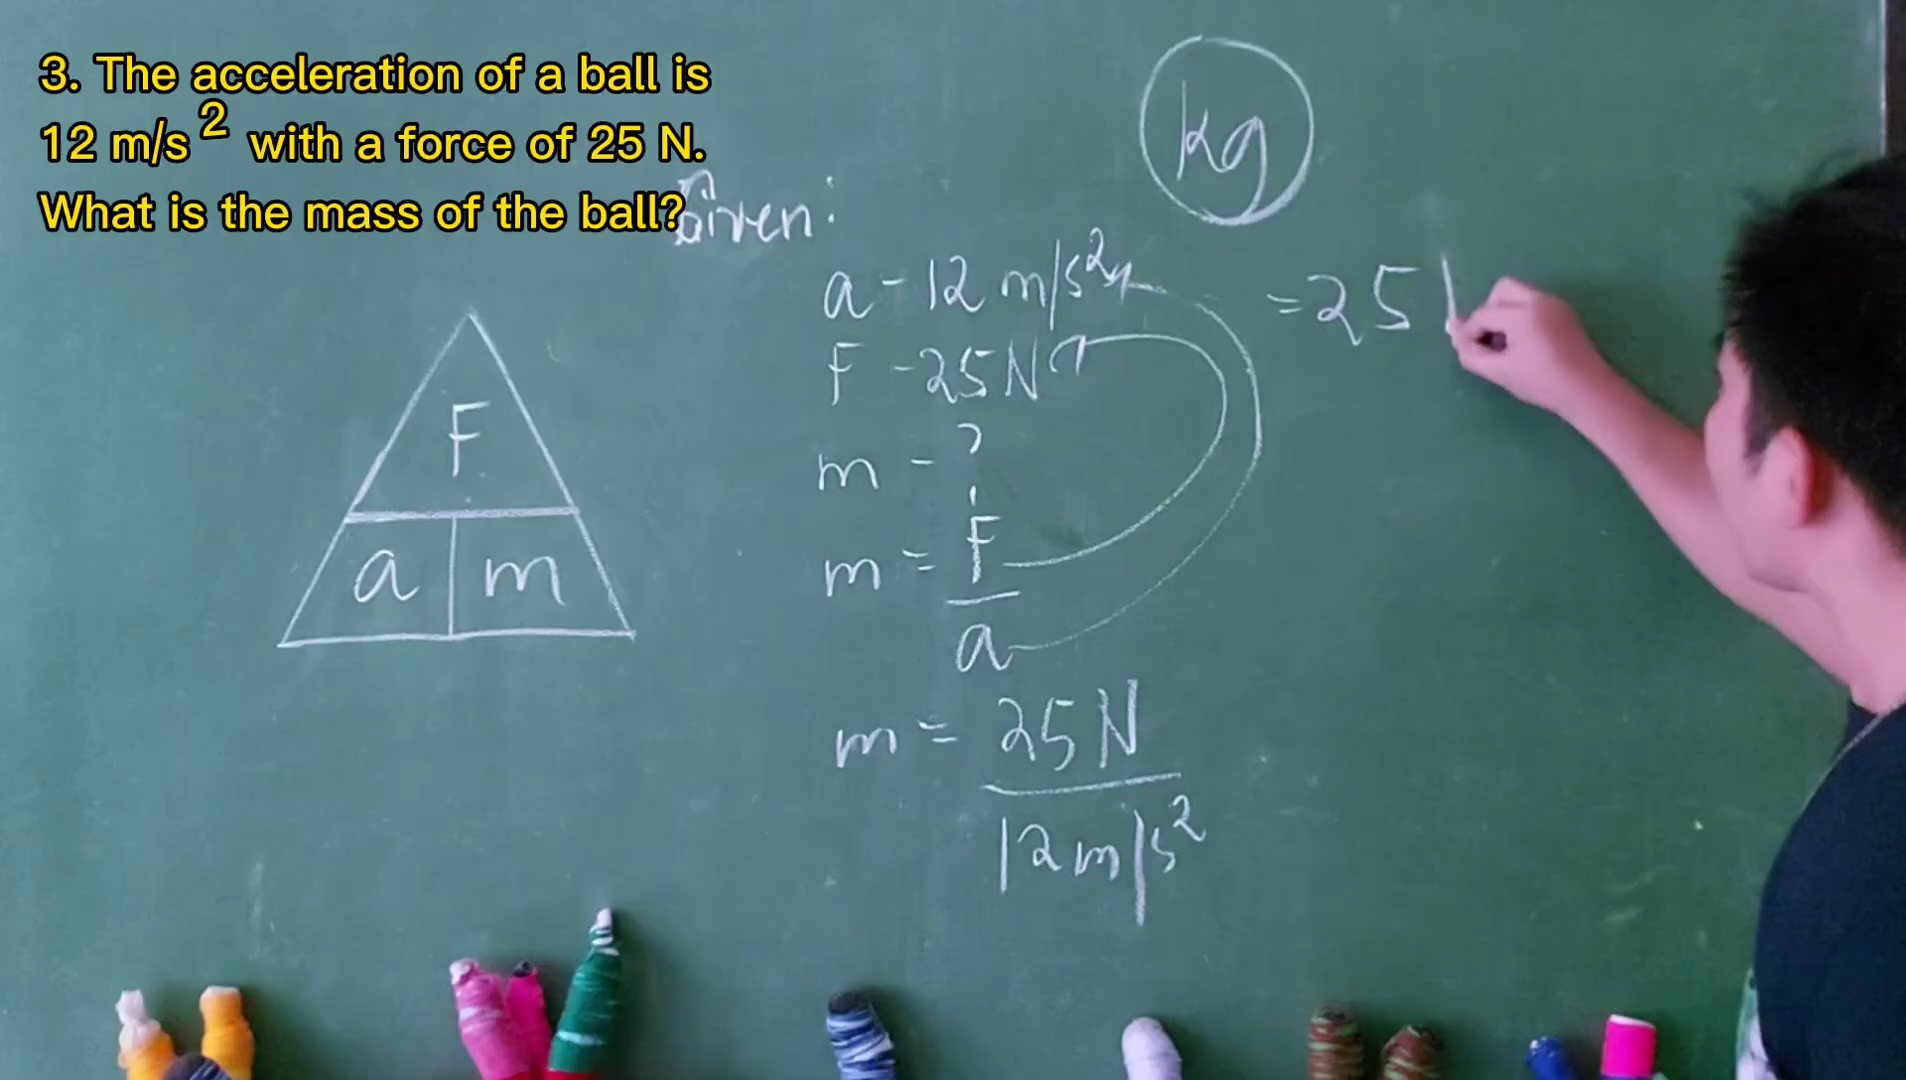 3. The acceleration of a ball is
12 m/s² with a force of 25 N.
What is the mass of the ball?
Given:
a - 12 m/s²
F - 25 N
m - ?
m = F
a
m = 25 N
12 m/s²
F
a m
kg
= 25